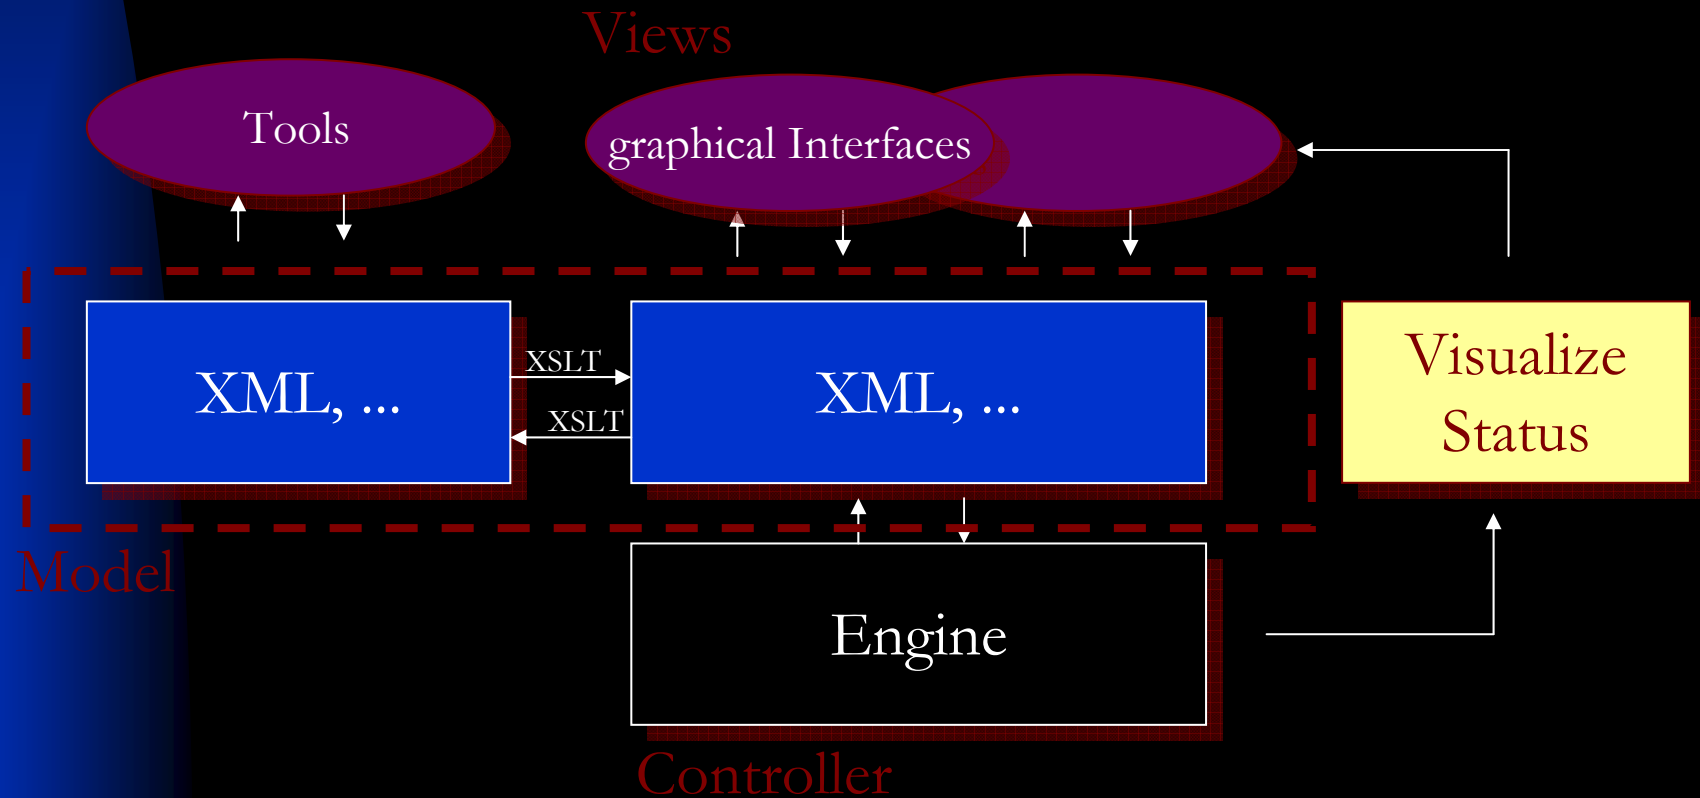 Views
Tools
graphical Interfaces
XML, ...
XSLT
XSLT
XML, ...
Visualize
Status
Model
Engine
Controller